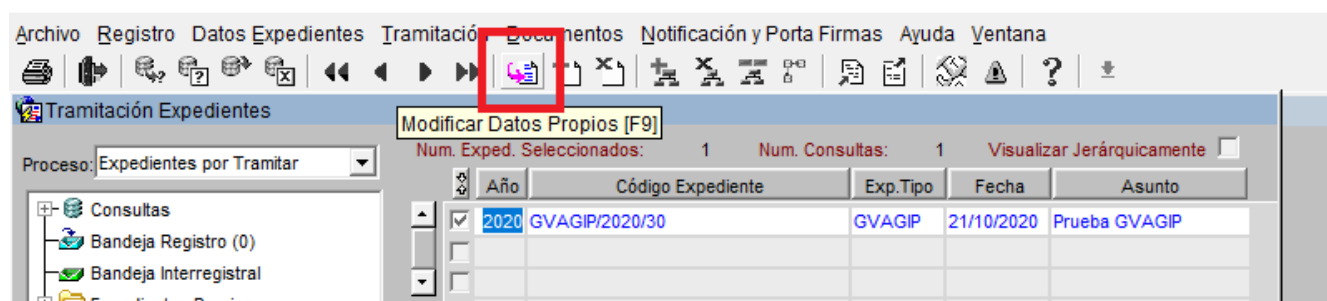 Archivo Registro Datos Expedientes Tramitación Documentos Notificación y Porta Firmas Ayuda Ventana
Tramitación Expedientes
Modificar Datos Propios [F9]
Proceso: Expedientes por Tramitar
Num. Exped. Seleccionados: 1 Num. Consultas: 1 Visualizar Jerárquicamente
Año Código Expediente Exp.Tipo Fecha Asunto
2020 GVAGIP/2020/30 GVAGIP 21/10/2020 Prueba GVAGIP
Consultas
Bandeja Registro (0)
Bandeja Interregistral